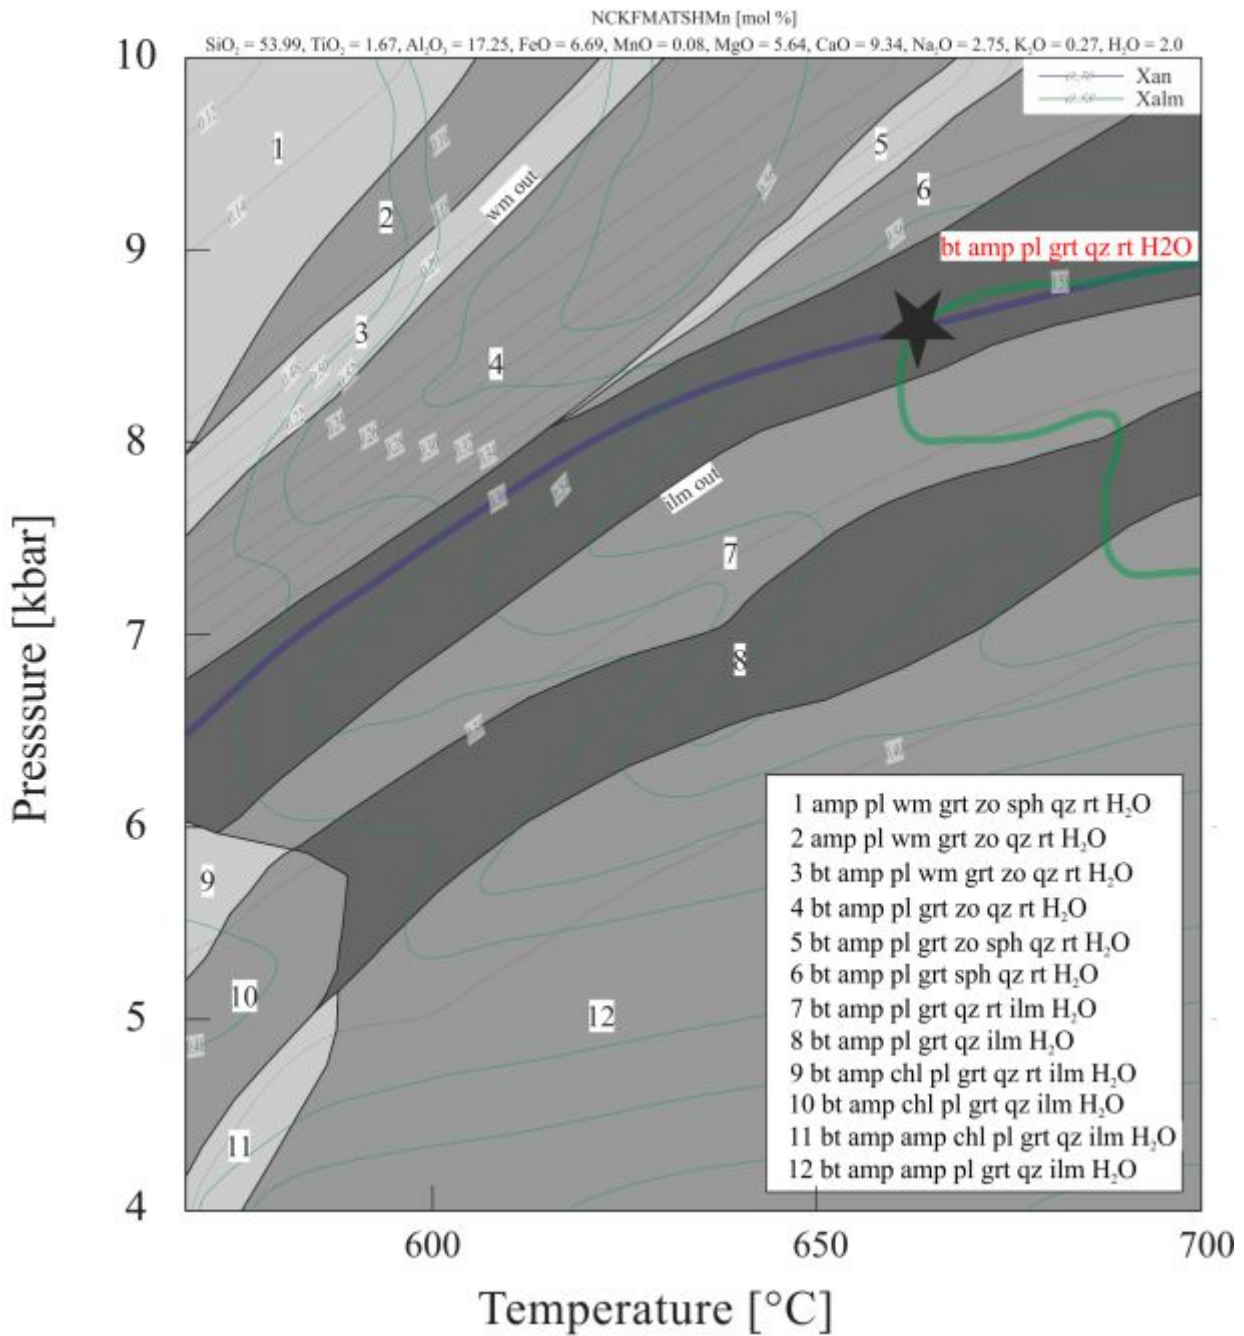 NCKFMATSHMn [mol %]
SiO₂ = 53.99, TiO₂ = 1.67, Al₂O₃ = 17.25, FeO = 6.69, MnO = 0.08, MgO = 5.64, CaO = 9.34, Na₂O = 2.75, K₂O = 0.27, H₂O = 2.0
Xan
Xalm
10
9
8
7
6
5
4
600
650
700
Presssure [kbar]
Temperature [°C]
1
2
3
4
5
6
7
8
9
10
11
12
wm out
ilm out
bt amp pl grt qz rt H2O
1 amp pl wm grt zo sph qz rt H₂O
2 amp pl wm grt zo qz rt H₂O
3 bt amp pl wm grt zo qz rt H₂O
4 bt amp pl grt zo qz rt H₂O
5 bt amp pl grt zo sph qz rt H₂O
6 bt amp pl grt sph qz rt H₂O
7 bt amp pl grt qz rt ilm H₂O
8 bt amp pl grt qz ilm H₂O
9 bt amp chl pl grt qz rt ilm H₂O
10 bt amp chl pl grt qz ilm H₂O
11 bt amp amp chl pl grt qz ilm H₂O
12 bt amp amp pl grt qz ilm H₂O